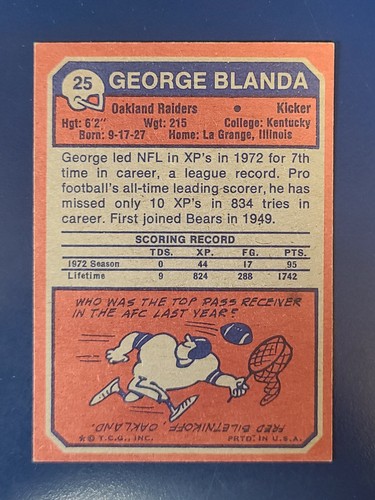 25 GEORGE BLANDA
Oakland Raiders • Kicker
Hgt: 6'2" Wgt: 215 College: Kentucky
Born: 9-17-27 Home: La Grange, Illinois
George led NFL in XP's in 1972 for 7th
time in career, a league record. Pro
football's all-time leading scorer, he has
missed only 10 XP's in 834 tries in
career. First joined Bears in 1949.
SCORING RECORD
TDS. XP. FG. PTS.
1972 Season 0 44 17 95
Lifetime 9 824 288 1742
WHO WAS THE TOP PASS RECEIVER
IN THE AFC LAST YEAR?
FRED BILETNIKOFF, OAKLAND.
★ © T.C.G., INC. PRTD. IN U.S.A.